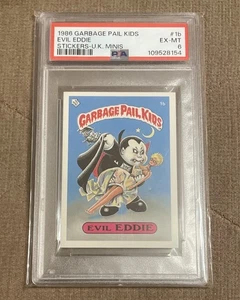 1986 GARBAGE PAIL KIDS #1b
EVIL EDDIE EX-MT
STICKERS-U.K. MINIS 6
PSA 109528154
1b
GARBAGE PAIL KIDS
EVIL EDDIE